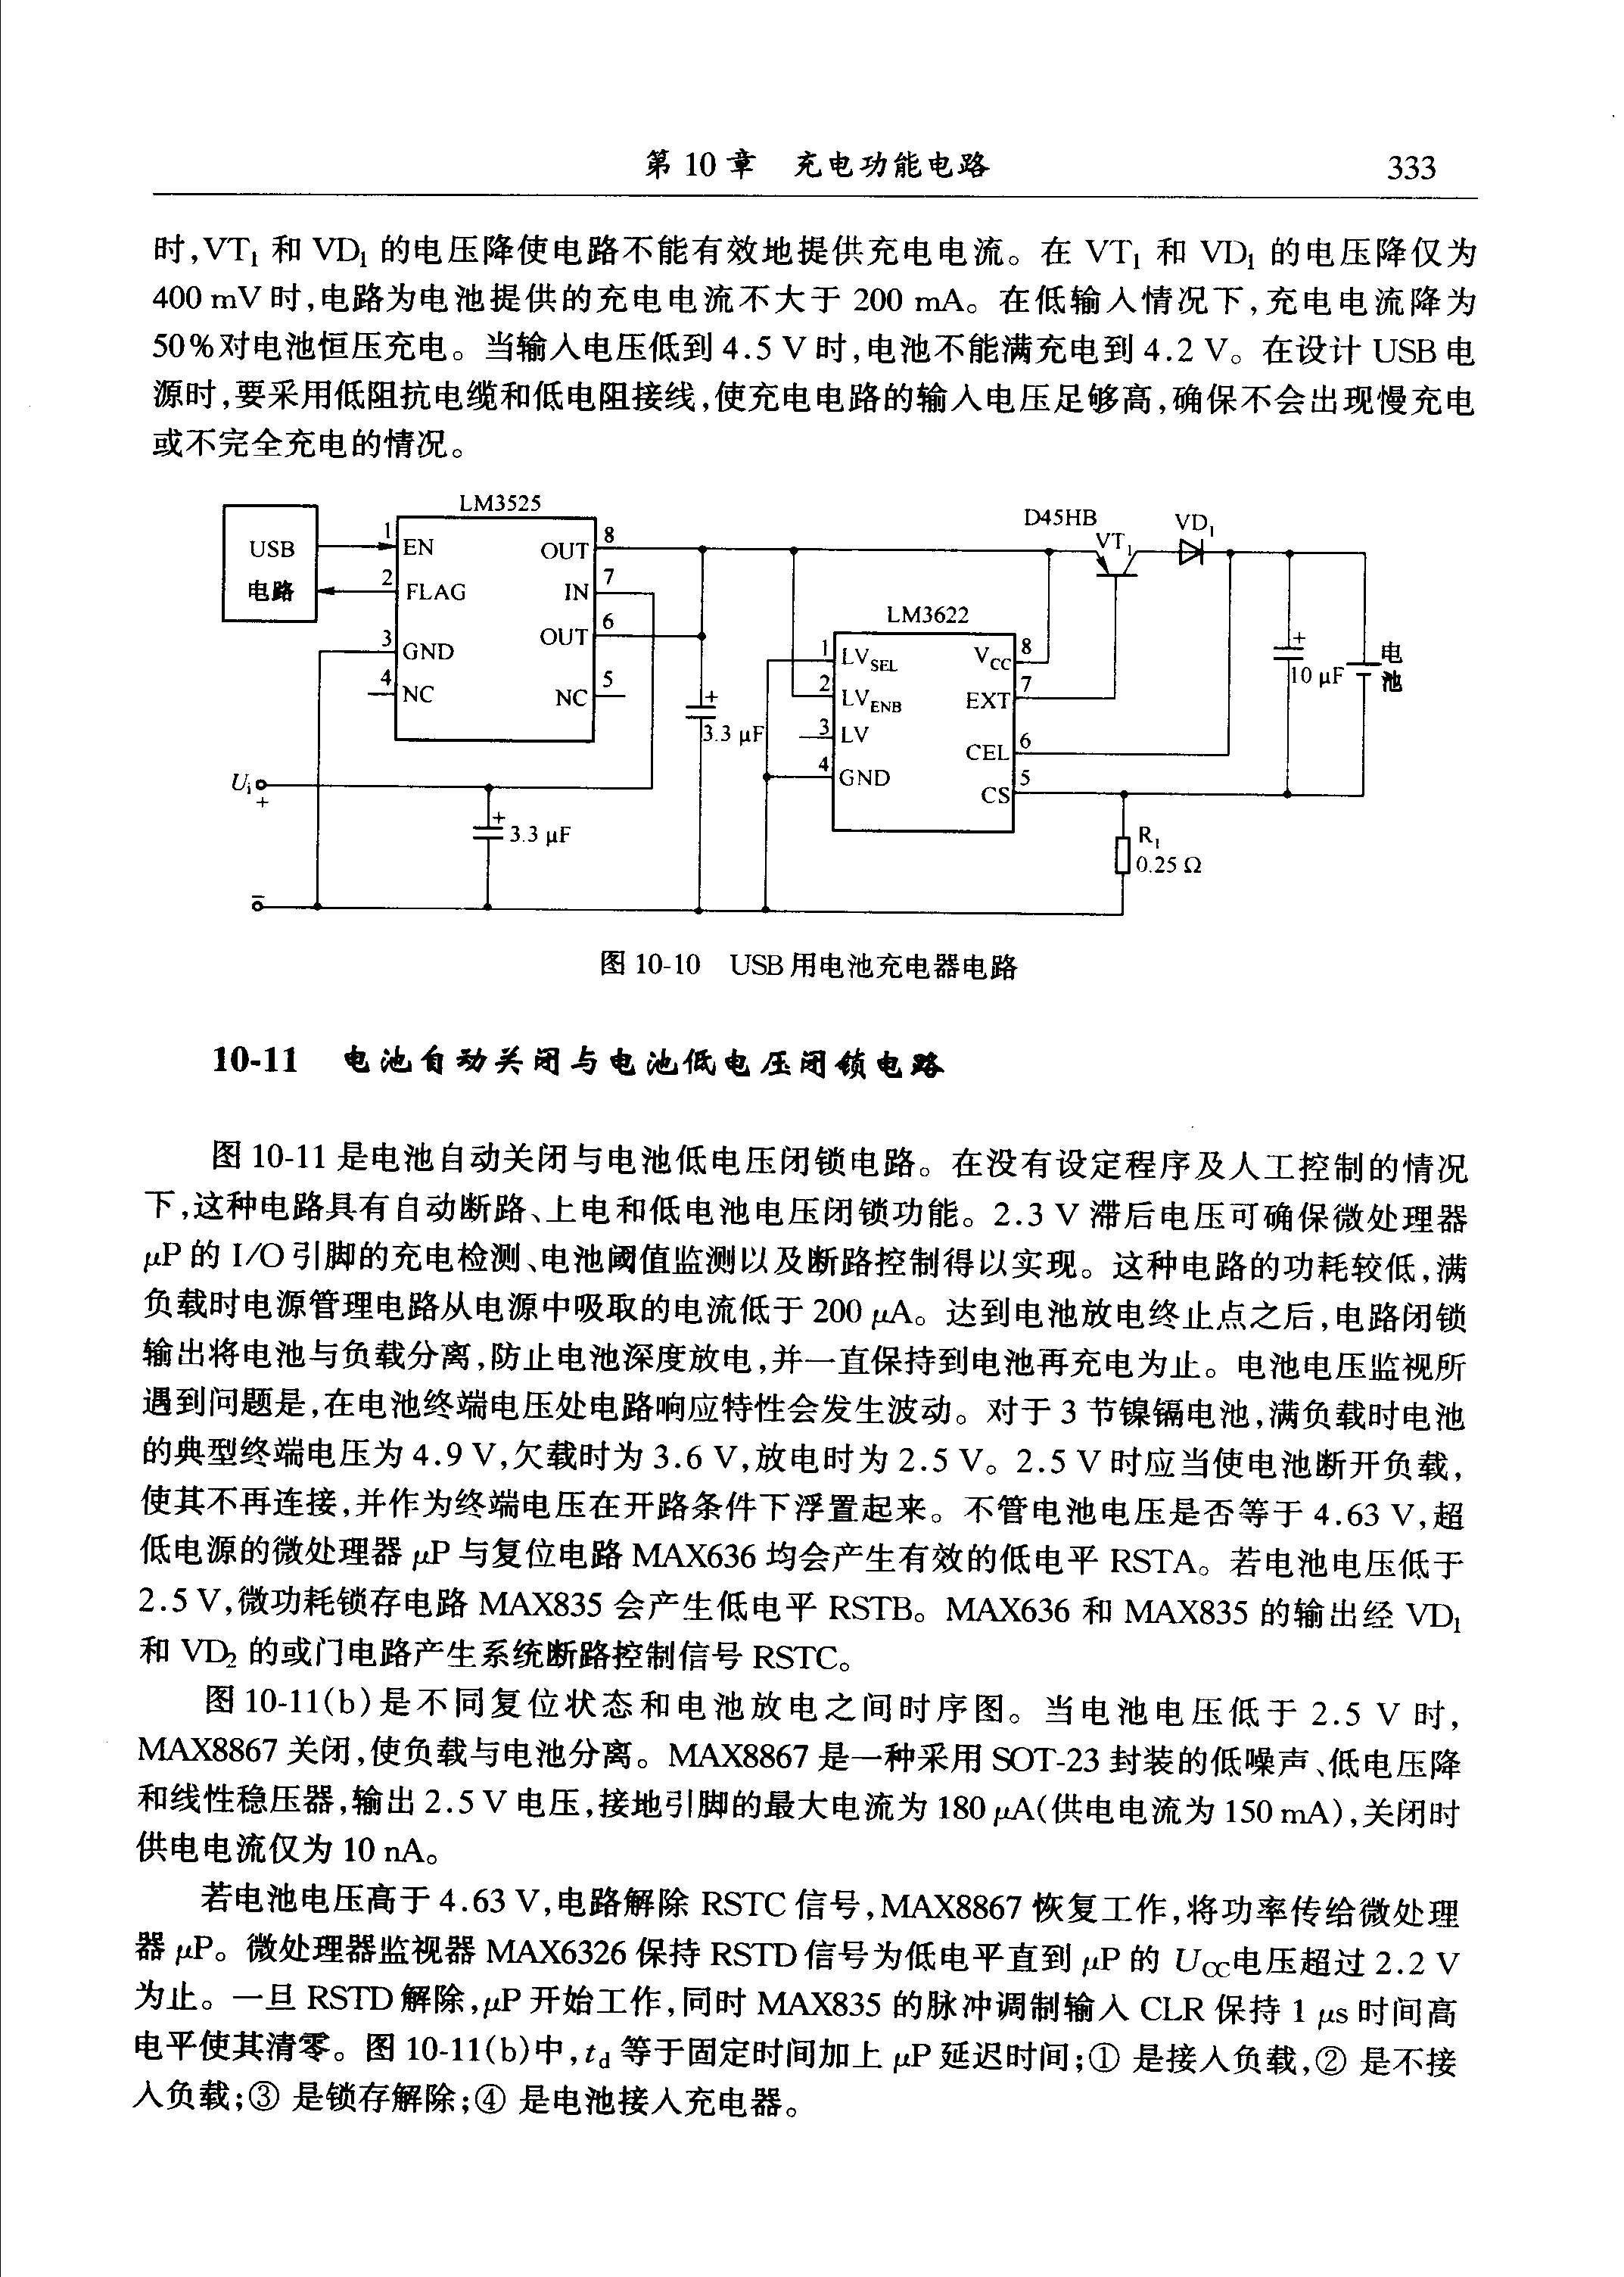 第 10 章 充电功能电路 333
时,VT₁ 和 VD₁ 的电压降使电路不能有效地提供充电电流。在 VT₁ 和 VD₁ 的电压降仅为
400 mV 时,电路为电池提供的充电电流不大于 200 mA。在低输入情况下,充电电流降为
50%对电池恒压充电。当输入电压低到 4.5 V 时,电池不能满充电到 4.2 V。在设计 USB 电
源时,要采用低阻抗电缆和低电阻接线,使充电电路的输入电压足够高,确保不会出现慢充电
或不完全充电的情况。
LM3525
USB
电路
1 EN
2 FLAG
3 GND
4 NC
OUT 8
IN 7
OUT 6
NC 5
3.3 μF
+
Uᵢ
+
3.3 μF
+
−
LM3622
1 LV SEL
2 LV ENB
3 LV
4 GND
V CC 8
EXT 7
CEL 6
CS 5
D45HB
VT₁
VD₁
+
10 μF
电
池
R₁
0.25 Ω
图 10-10 USB 用电池充电器电路
10-11 电池自动关闭与电池低电压闭锁电路
图 10-11 是电池自动关闭与电池低电压闭锁电路。在没有设定程序及人工控制的情况
下,这种电路具有自动断路、上电和低电池电压闭锁功能。2.3 V 滞后电压可确保微处理器
μP 的 I/O 引脚的充电检测、电池阈值监测以及断路控制得以实现。这种电路的功耗较低,满
负载时电源管理电路从电源中吸取的电流低于 200 μA。达到电池放电终止点之后,电路闭锁
输出将电池与负载分离,防止电池深度放电,并一直保持到电池再充电为止。电池电压监视所
遇到问题是,在电池终端电压处电路响应特性会发生波动。对于 3 节镍镉电池,满负载时电池
的典型终端电压为 4.9 V,欠载时为 3.6 V,放电时为 2.5 V。2.5 V 时应当使电池断开负载,
使其不再连接,并作为终端电压在开路条件下浮置起来。不管电池电压是否等于 4.63 V,超
低电源的微处理器 μP 与复位电路 MAX636 均会产生有效的低电平 RSTA。若电池电压低于
2.5 V,微功耗锁存电路 MAX835 会产生低电平 RSTB。MAX636 和 MAX835 的输出经 VD₁
和 VD₂ 的或门电路产生系统断路控制信号 RSTC。
图 10-11(b)是不同复位状态和电池放电之间时序图。当电池电压低于 2.5 V 时,
MAX8867 关闭,使负载与电池分离。MAX8867 是一种采用 SOT-23 封装的低噪声、低电压降
和线性稳压器,输出 2.5 V 电压,接地引脚的最大电流为 180 μA(供电电流为 150 mA),关闭时
供电电流仅为 10 nA。
若电池电压高于 4.63 V,电路解除 RSTC 信号,MAX8867 恢复工作,将功率传给微处理
器 μP。微处理器监视器 MAX6326 保持 RSTD 信号为低电平直到 μP 的 Ucc电压超过 2.2 V
为止。一旦 RSTD 解除,μP 开始工作,同时 MAX835 的脉冲调制输入 CLR 保持 1 μs 时间高
电平使其清零。图 10-11(b)中,td 等于固定时间加上 μP 延迟时间;① 是接入负载,② 是不接
入负载;③ 是锁存解除;④ 是电池接入充电器。